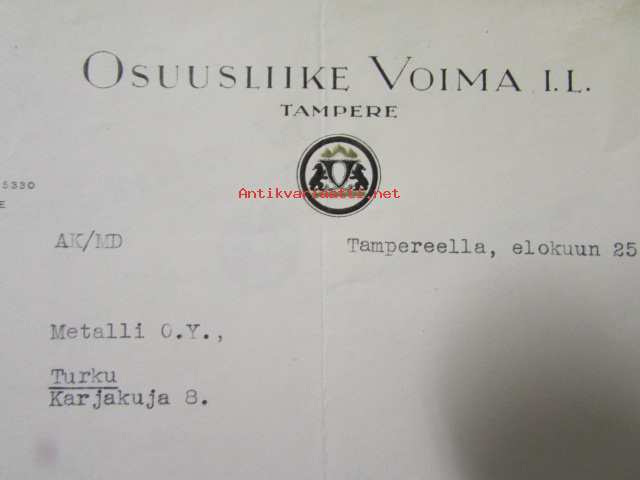 OSUUSLIIKE VOIMA I.L.
TAMPERE
Antikvariaatti.net
5330
E
AK/MD
Tampereella, elokuun 25
Metalli O.Y.,
Turku
Karjakuja 8.